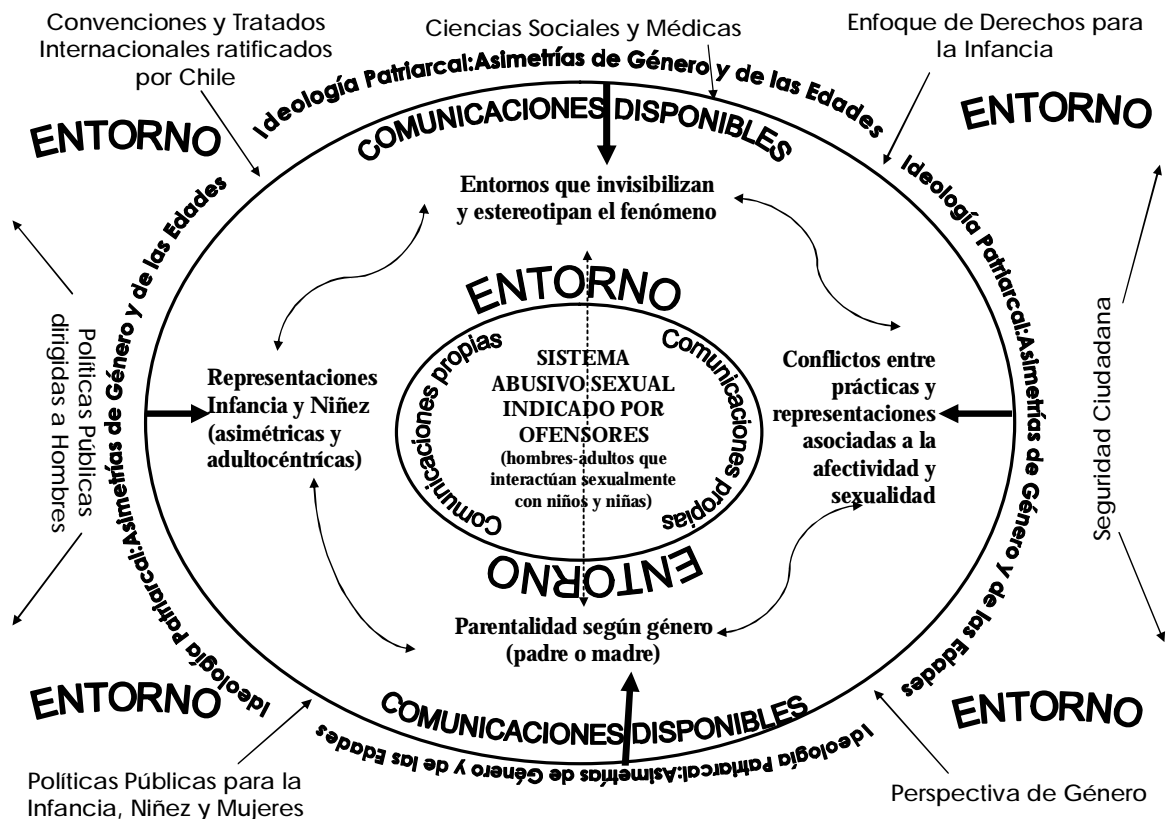 Convenciones y Tratados
Internacionales ratificados
por Chile
Ciencias Sociales y Médicas
Enfoque de Derechos para
la Infancia
ENTORNO
Ideología Patriarcal:Asimetrías de Género y de las Edades
ENTORNO
COMUNICACIONES DISPONIBLES
Entornos que invisibilizan
y estereotipan el fenómeno
Ideología Patriarcal:Asimetrías de Género y de las Edades
Ideología Patriarcal:Asimetrías de Género y de las Edades
Políticas Públicas
dirigidas a Hombres
Seguridad Ciudadana
Representaciones
Infancia y Niñez
(asimétricas y
adultocéntricas)
ENTORNO
Comunicaciones propias
Comunicaciones propias
SISTEMA
ABUSIVO SEXUAL
INDICADO POR
OFENSORES
(hombres-adultos que
interactúan sexualmente
con niños y niñas)
ENTORNO
Conflictos entre
prácticas y
representaciones
asociadas a la
afectividad y
sexualidad
Parentalidad según género
(padre o madre)
COMUNICACIONES DISPONIBLES
Ideología Patriarcal:Asimetrías de Género y de las Edades
ENTORNO
ENTORNO
Políticas Públicas para la
Infancia, Niñez y Mujeres
Perspectiva de Género